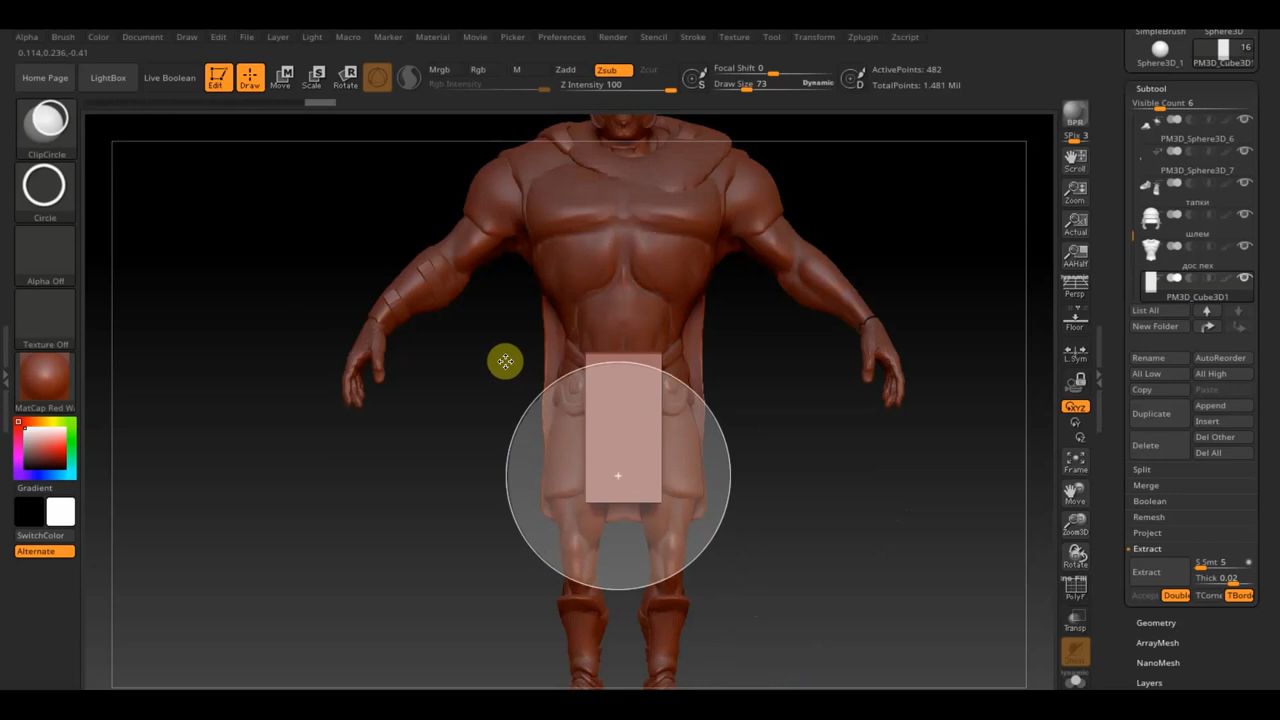 Alpha Brush Color Document Draw Edit File Layer Light Macro Marker Material Movie Picker Preferences Render Stencil Stroke Texture Tool Transform Zplugin Zscript
SimpleBrush Sphere3D
0.114,0.236,-0.41
Home Page LightBox Live Boolean Edit Draw Move Scale Rotate
Mrgb Rgb M Zadd Zsub Zcut
Rgb Intensity Z Intensity 100
Focal Shift 0
Draw Size 73 Dynamic
ActivePoints: 482
TotalPoints: 1.481 Mil
16
Sphere3D_1 PM3D_Cube3D1
ClipCircle
Circle
Alpha Off
Texture Off
MatCap Red Wa
Gradient
SwitchColor
Alternate
BPR
SPix 3
Scroll
Zoom
Actual
AAHalf
Dynamic
Persp
Floor
L.Sym
XYZ
Frame
Move
Zoom3D
Rotate
PolyF
Transp
Subtool
Visible Count 6
PM3D_Sphere3D_6
PM3D_Sphere3D_7
тапки
шлем
дос пех
PM3D_Cube3D1
List All
New Folder
Rename AutoReorder
All Low All High
Copy Paste
Duplicate Append
Insert
Delete Del Other
Del All
Split
Merge
Boolean
Remesh
Project
Extract
Extract S Smt 5
Thick 0.02
Accept Double TCorne TBorde
Geometry
ArrayMesh
NanoMesh
Layers